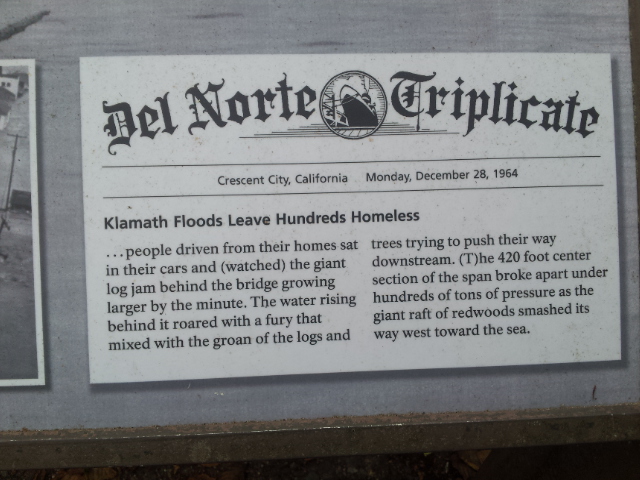 Del Norte Triplicate
Crescent City, California Monday, December 28, 1964
Klamath Floods Leave Hundreds Homeless
...people driven from their homes sat
in their cars and (watched) the giant
log jam behind the bridge growing
larger by the minute. The water rising
behind it roared with a fury that
mixed with the groan of the logs and
trees trying to push their way
downstream. (T)he 420 foot center
section of the span broke apart under
hundreds of tons of pressure as the
giant raft of redwoods smashed its
way west toward the sea.